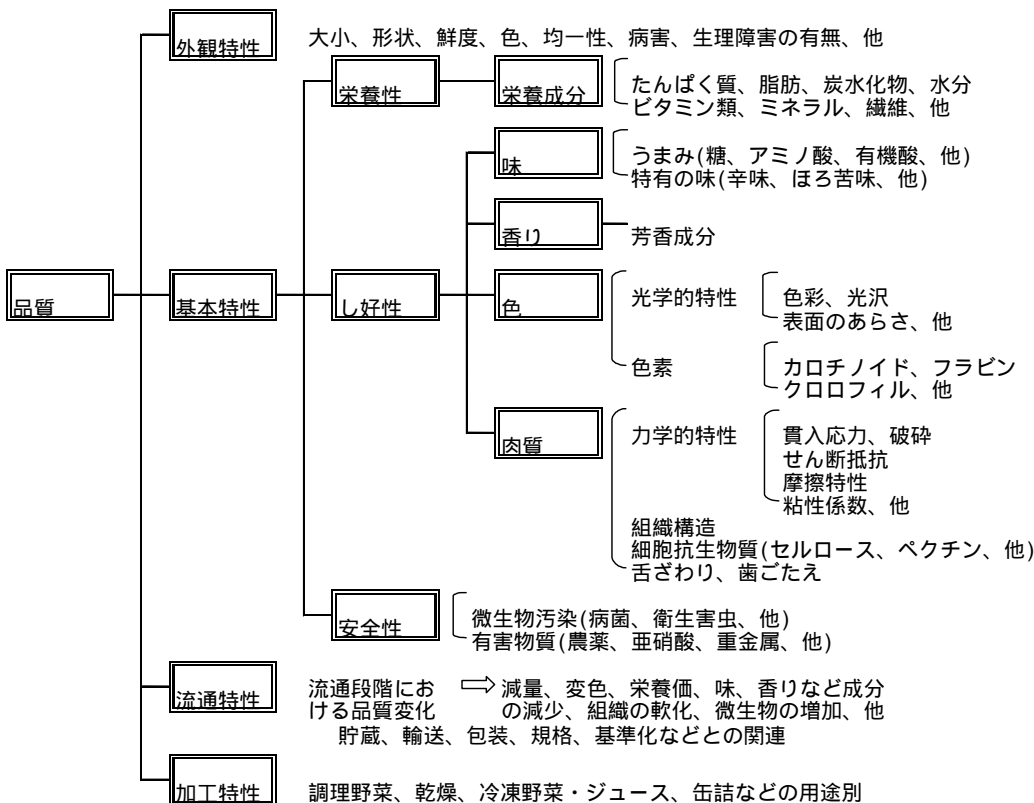 外観特性
大小、形状、鮮度、色、均一性、病害、生理障害の有無、他
栄養性
栄養成分
たんぱく質、脂肪、炭水化物、水分
ビタミン類、ミネラル、繊維、他
味
うまみ(糖、アミノ酸、有機酸、他)
特有の味(辛味、ほろ苦味、他)
香り
芳香成分
品質
基本特性
し好性
色
光学的特性
色彩、光沢
表面のあらさ、他
色素
カロチノイド、フラビン
クロロフィル、他
肉質
力学的特性
貫入応力、破砕
せん断抵抗
摩擦特性
粘性係数、他
組織構造
細胞抗生物質(セルロース、ペクチン、他)
舌ざわり、歯ごたえ
安全性
微生物汚染(病菌、衛生害虫、他)
有害物質(農薬、亜硝酸、重金属、他)
流通特性
流通段階にお
ける品質変化
⇨ 減量、変色、栄養価、味、香りなど成分
の減少、組織の軟化、微生物の増加、他
貯蔵、輸送、包装、規格、基準化などとの関連
加工特性
調理野菜、乾燥、冷凍野菜・ジュース、缶詰などの用途別